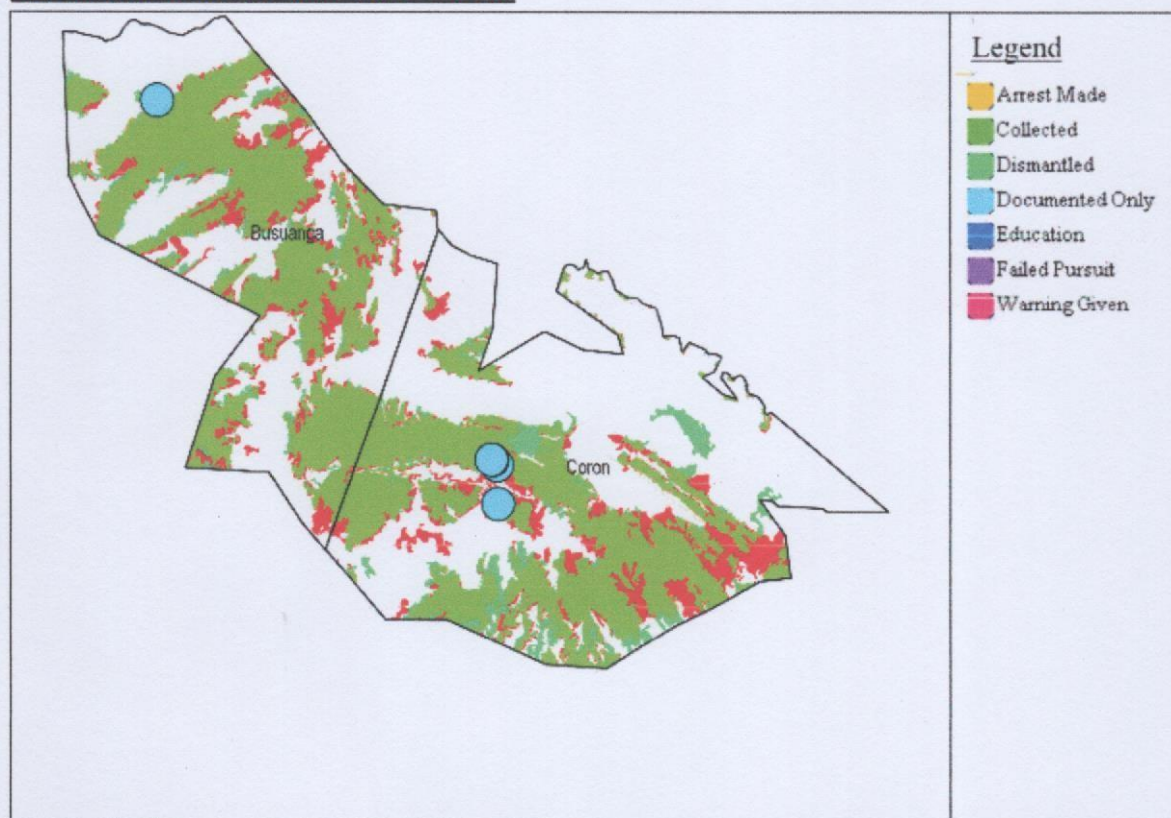 Legend
Arrest Made
Collected
Dismantled
Documented Only
Education
Failed Pursuit
Warning Given
Busuanga
Coron